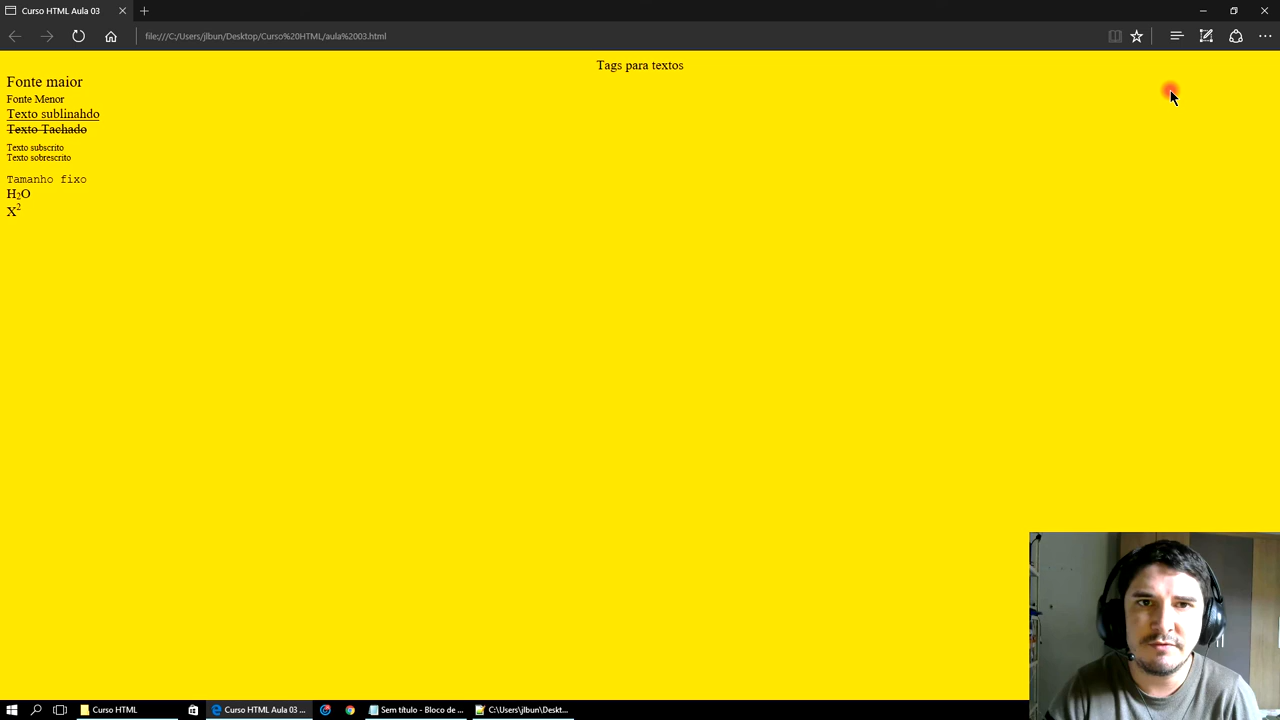 Curso HTML Aula 03
file:///C:/Users/jlbun/Desktop/Curso%20HTML/aula%2003.html
Tags para textos
Fonte maior
Fonte Menor
Texto sublinahdo
Texto Tachado
Texto subscrito
Texto sobrescrito
Tamanho fixo
H₂O
X²
Curso HTML
Curso HTML Aula 03 ...
Sem título - Bloco de ...
C:\Users\jlbun\Deskt...